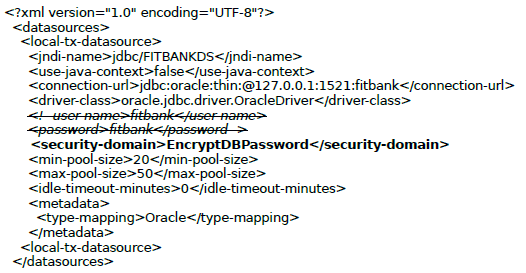 <?xml version="1.0" encoding="UTF-8"?>
<datasources>
<local-tx-datasource>
<jndi-name>jdbc/FITBANKDS</jndi-name>
<use-java-context>false</use-java-context>
<connection-url>jdbc:oracle:thin:@127.0.0.1:1521:fitbank</connection-url>
<driver-class>oracle.jdbc.driver.OracleDriver</driver-class>
<!--user-name>fitbank</user-name>
<password>fitbank</password-->
<security-domain>EncryptDBPassword</security-domain>
<min-pool-size>20</min-pool-size>
<max-pool-size>50</max-pool-size>
<idle-timeout-minutes>0</idle-timeout-minutes>
<metadata>
<type-mapping>Oracle</type-mapping>
</metadata>
<local-tx-datasource>
</datasources>